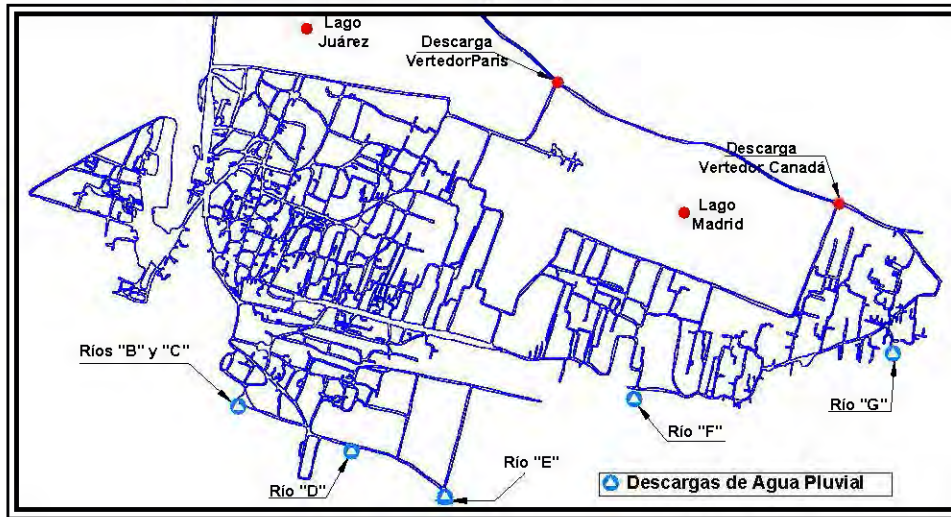 Lago
Juárez
Descarga
VertedorParis
Descarga
Vertedor Canadá
Lago
Madrid
Ríos "B" y "C"
Río "G"
Río "F"
Río "E"
Río "D"
Descargas de Agua Pluvial